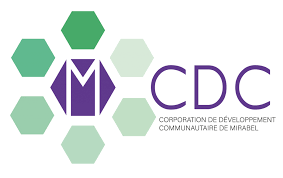 M
CDC
CORPORATION DE DÉVELOPPEMENT
COMMUNAUTAIRE DE MIRABEL